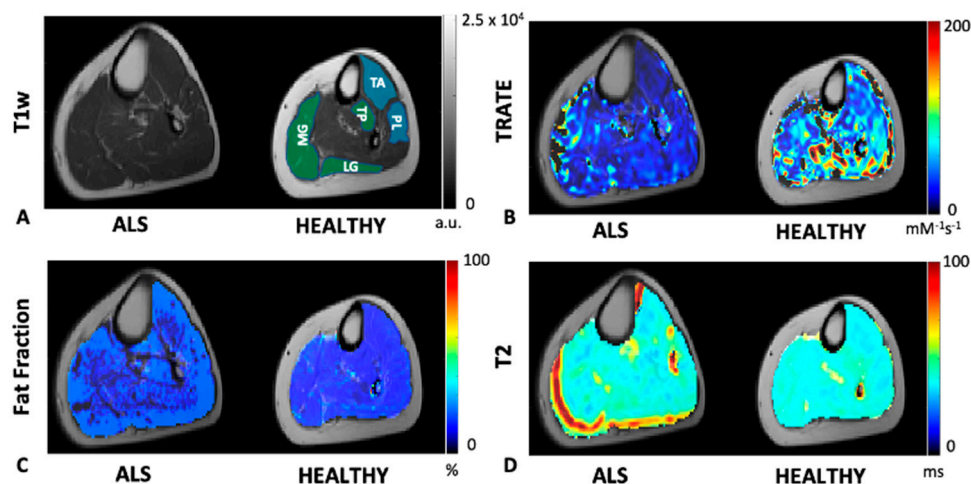 T1w
TA
TP
PL
MG
LG
2.5 x 10⁴
0
a.u.
A
ALS
HEALTHY
TRATE
200
0
mM⁻¹s⁻¹
B
ALS
HEALTHY
Fat Fraction
100
0
%
C
ALS
HEALTHY
T2
100
0
ms
D
ALS
HEALTHY